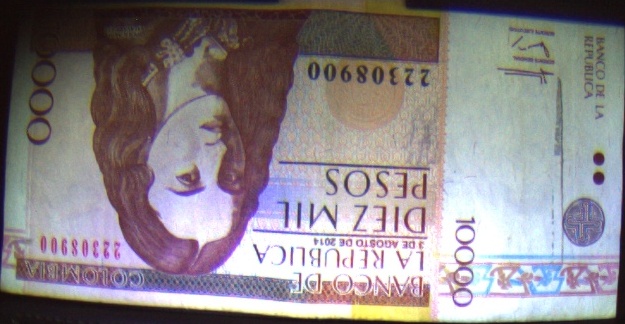 COLOMBIA
BANCO DE
LA REPUBLICA
3 DE AGOSTO DE 2014
DIEZ MIL
PESOS
22308900
22308900
10000
BANCO DE LA
REPUBLICA